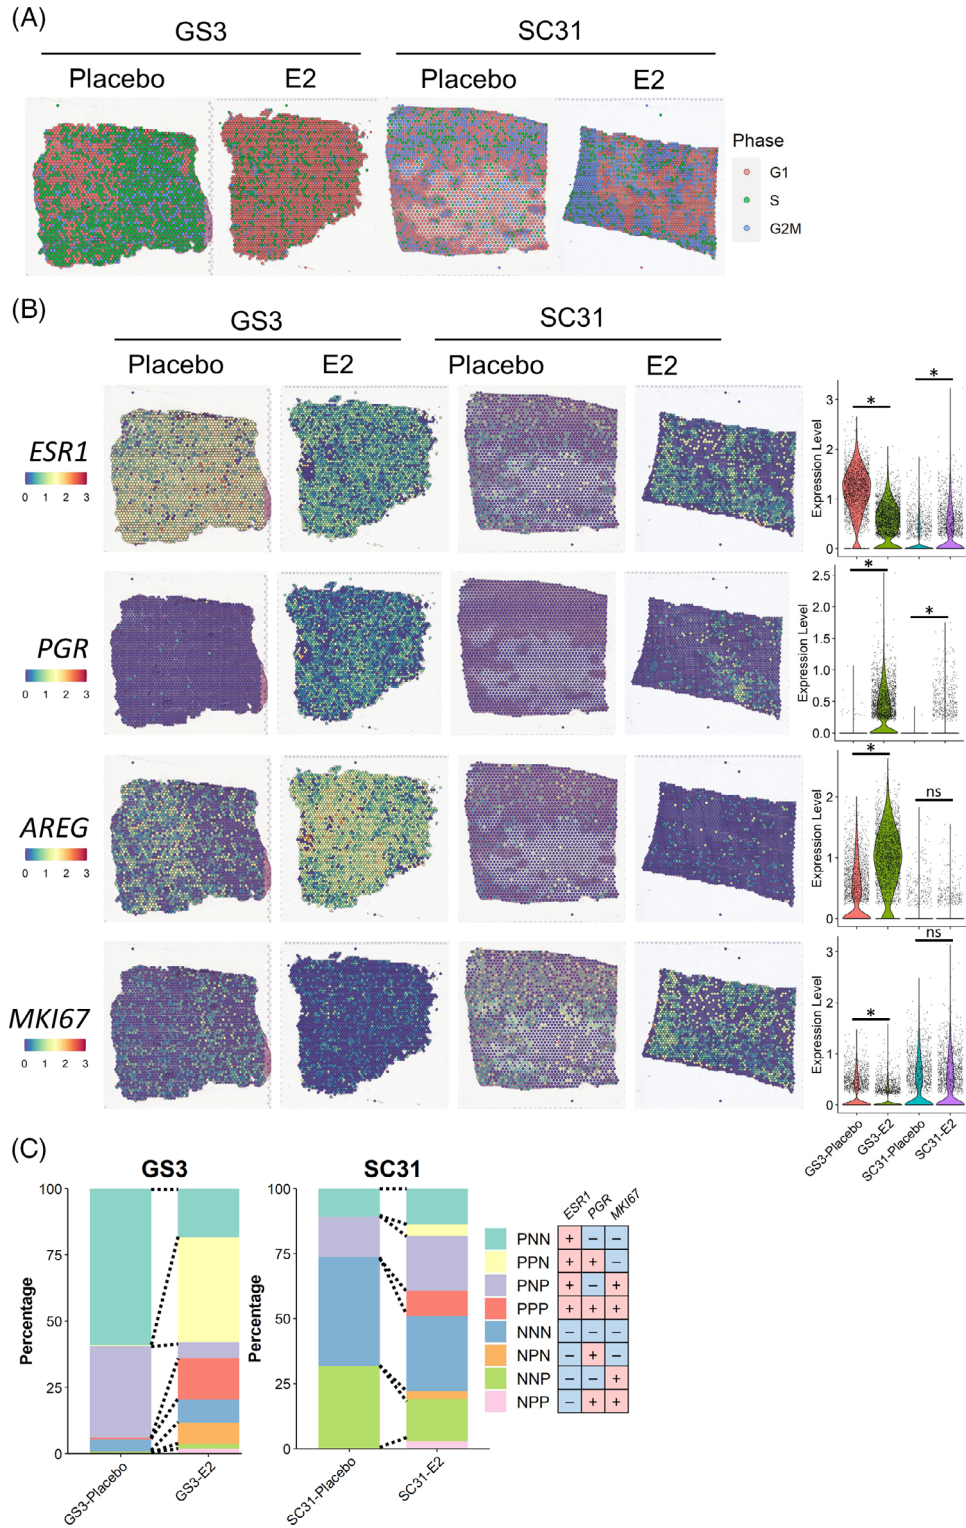 (A)
GS3 SC31
Placebo E2 Placebo E2
Phase
G1
S
G2M
(B)
GS3 SC31
Placebo E2 Placebo E2
ESR1
0 1 2 3
* *
Expression Level
3
2
1
0
PGR
0 1 2 3
* *
Expression Level
2.5
2.0
1.5
1.0
0.5
0.0
AREG
0 1 2 3
* ns
Expression Level
2
1
0
MKI67
0 1 2 3
* ns
Expression Level
3
2
1
0
GS3-Placebo
GS3-E2
SC31-Placebo
SC31-E2
(C)
GS3
Percentage
100
75
50
25
0
GS3-Placebo
GS3-E2
SC31
Percentage
100
75
50
25
0
SC31-Placebo
SC31-E2
ESR1 PGR MKI67
PNN + − −
PPN + + −
PNP + − +
PPP + + +
NNN − − −
NPN − + −
NNP − − +
NPP − + +